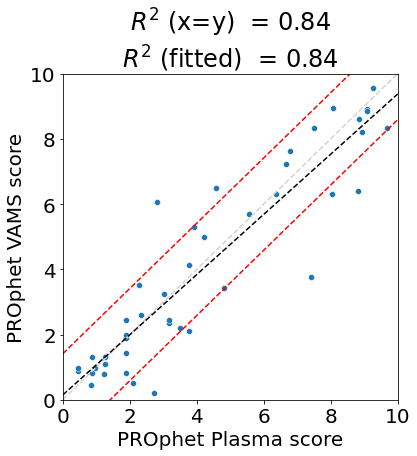 R² (x=y) = 0.84
R² (fitted) = 0.84
10
8
6
4
2
0
PROphet VAMS score
0 2 4 6 8 10
PROphet Plasma score